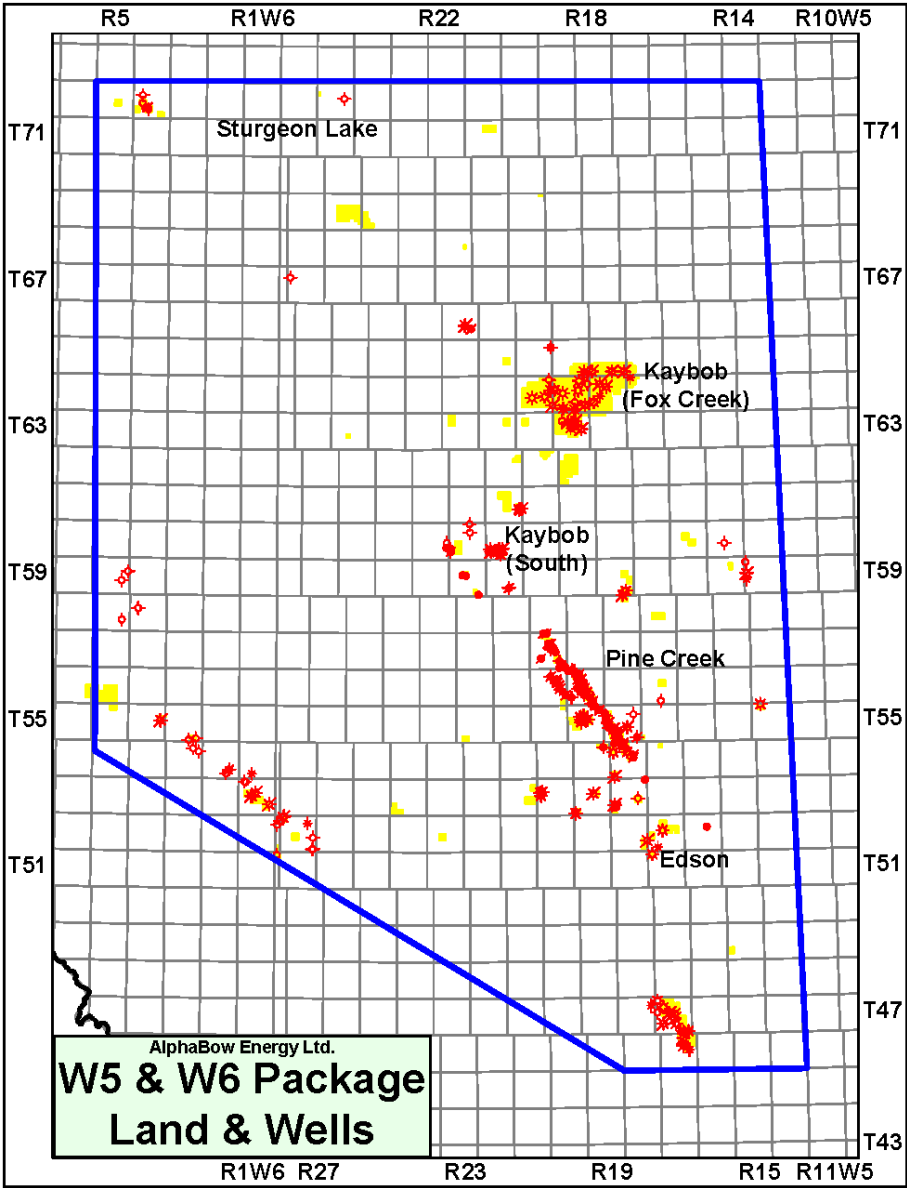 R5 R1W6 R22 R18 R14 R10W5
Sturgeon Lake
T71 T71
T67 T67
Kaybob
(Fox Creek)
T63 T63
Kaybob
(South)
T59 T59
Pine Creek
T55 T55
Edson
T51 T51
T47 T47
AlphaBow Energy Ltd.
W5 & W6 Package
Land & Wells
T43
R1W6 R27 R23 R19 R15 R11W5